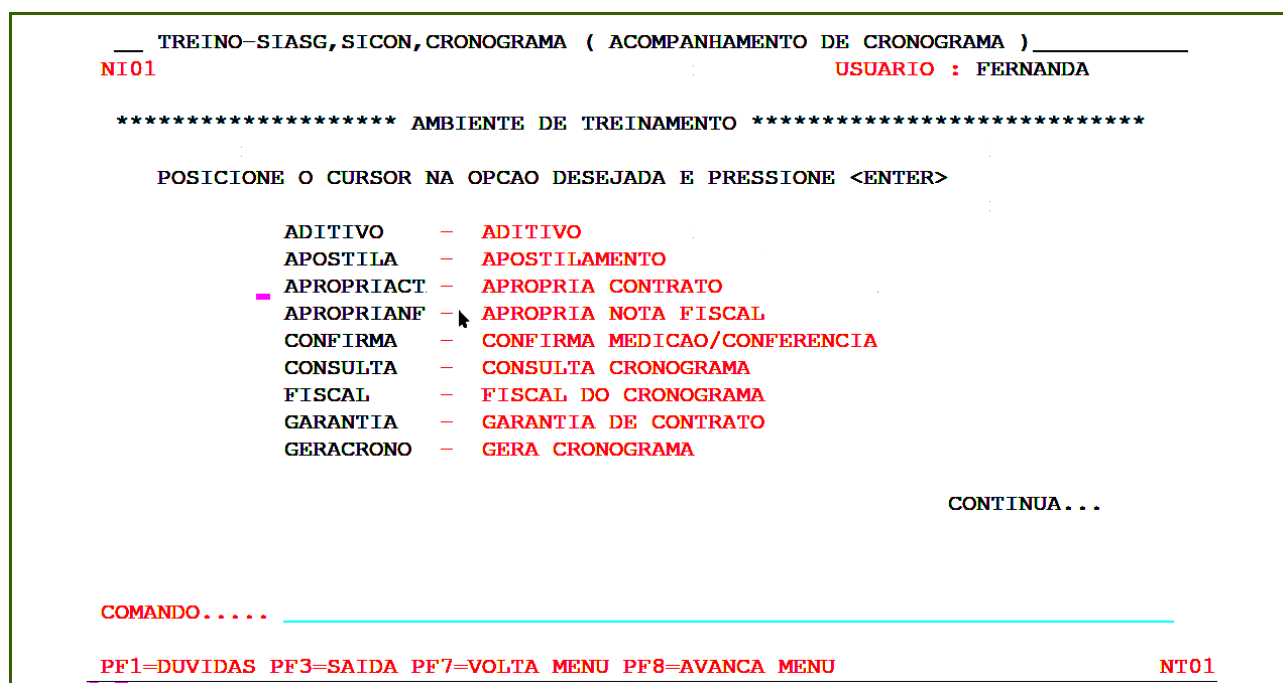 __ TREINO-SIASG,SICON,CRONOGRAMA ( ACOMPANHAMENTO DE CRONOGRAMA )___________
NI01 USUARIO : FERNANDA
******************** AMBIENTE DE TREINAMENTO ****************************
POSICIONE O CURSOR NA OPCAO DESEJADA E PRESSIONE <ENTER>
ADITIVO - ADITIVO
APOSTILA - APOSTILAMENTO
APROPRIACT - APROPRIA CONTRATO
APROPRIANF - APROPRIA NOTA FISCAL
CONFIRMA - CONFIRMA MEDICAO/CONFERENCIA
CONSULTA - CONSULTA CRONOGRAMA
FISCAL - FISCAL DO CRONOGRAMA
GARANTIA - GARANTIA DE CONTRATO
GERACRONO - GERA CRONOGRAMA
CONTINUA...
COMANDO.....
PF1=DUVIDAS PF3=SAIDA PF7=VOLTA MENU PF8=AVANCA MENU NT01